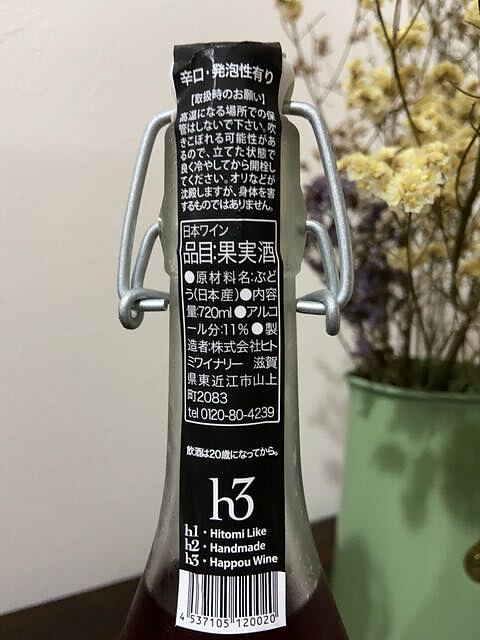 辛口・発泡性有り
【取扱時のお願い】
高温になる場所での保
管はしないで下さい。吹
きこぼれる可能性があ
るので、立てた状態で
良く冷やしてから開栓し
てください。オリなどが
沈殿しますが、身体を害
するものではありません。
日本ワイン
品目:果実酒
●原材料名:ぶど
う(日本産)●内容
量:720ml●アルコ
ール分:11%●製
造者:株式会社ヒト
ミワイナリー 滋賀
県東近江市山上
町2083
tel 0120-80-4239
飲酒は20歳になってから。
h3
h1・Hitomi Like
h2・Handmade
h3・Happou Wine
4 537105 120020